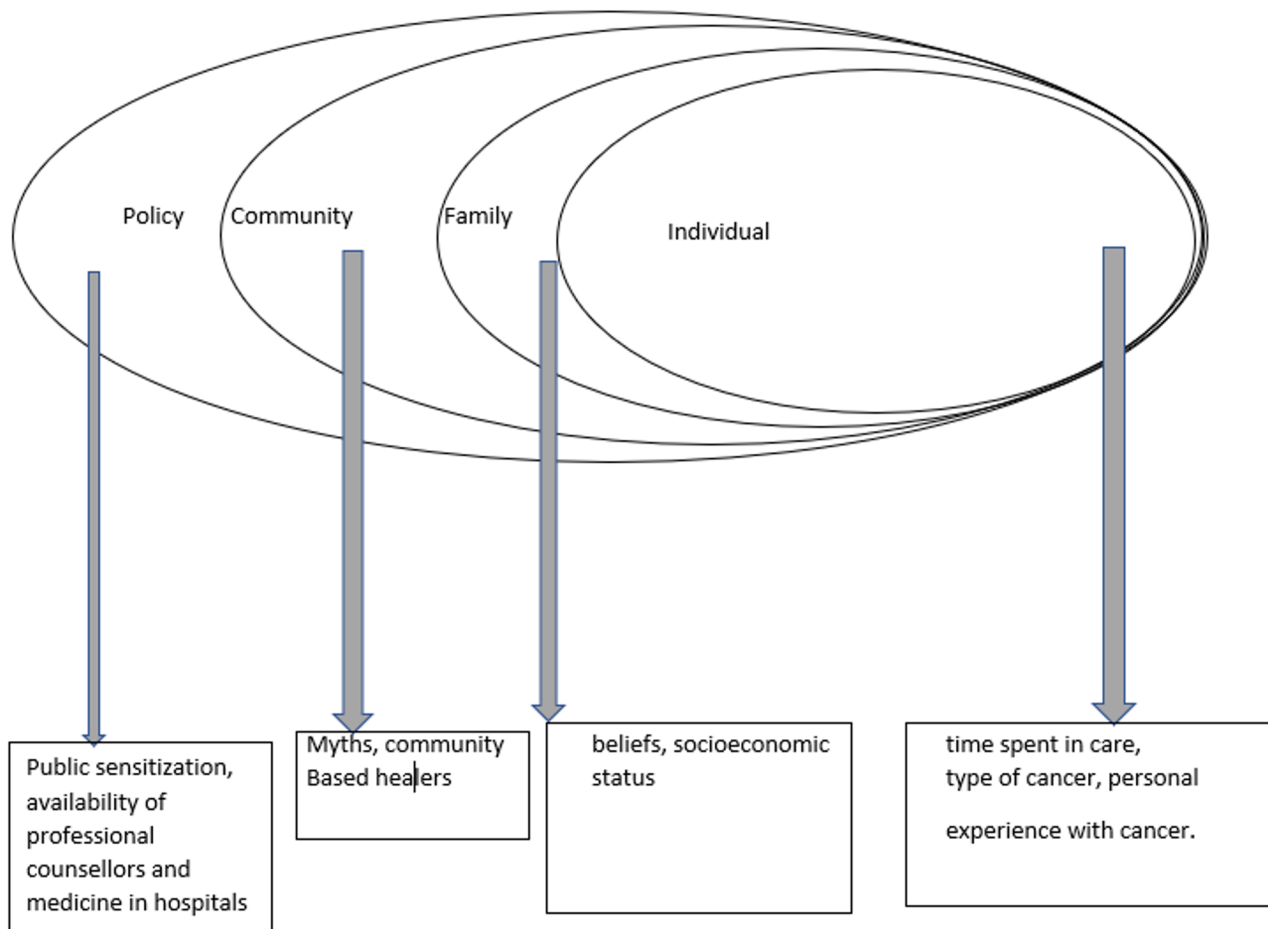 Policy
Community
Family
Individual
Public sensitization,
availability of
professional
counsellors and
medicine in hospitals
Myths, community
Based healers
beliefs, socioeconomic
status
time spent in care,
type of cancer, personal
experience with cancer.